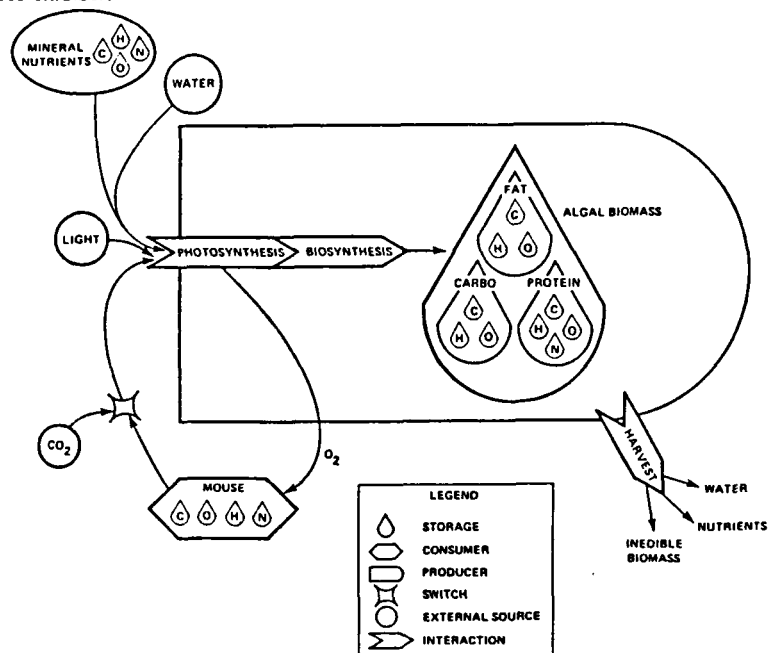 MINERAL
NUTRIENTS
C
H
N
O
WATER
LIGHT
PHOTOSYNTHESIS
BIOSYNTHESIS
FAT
C
H
O
ALGAL BIOMASS
CARBO
C
H
O
PROTEIN
C
H
O
N
CO2
O2
MOUSE
C
O
H
N
HARVEST
WATER
NUTRIENTS
INEDIBLE
BIOMASS
LEGEND
STORAGE
CONSUMER
PRODUCER
SWITCH
EXTERNAL SOURCE
INTERACTION